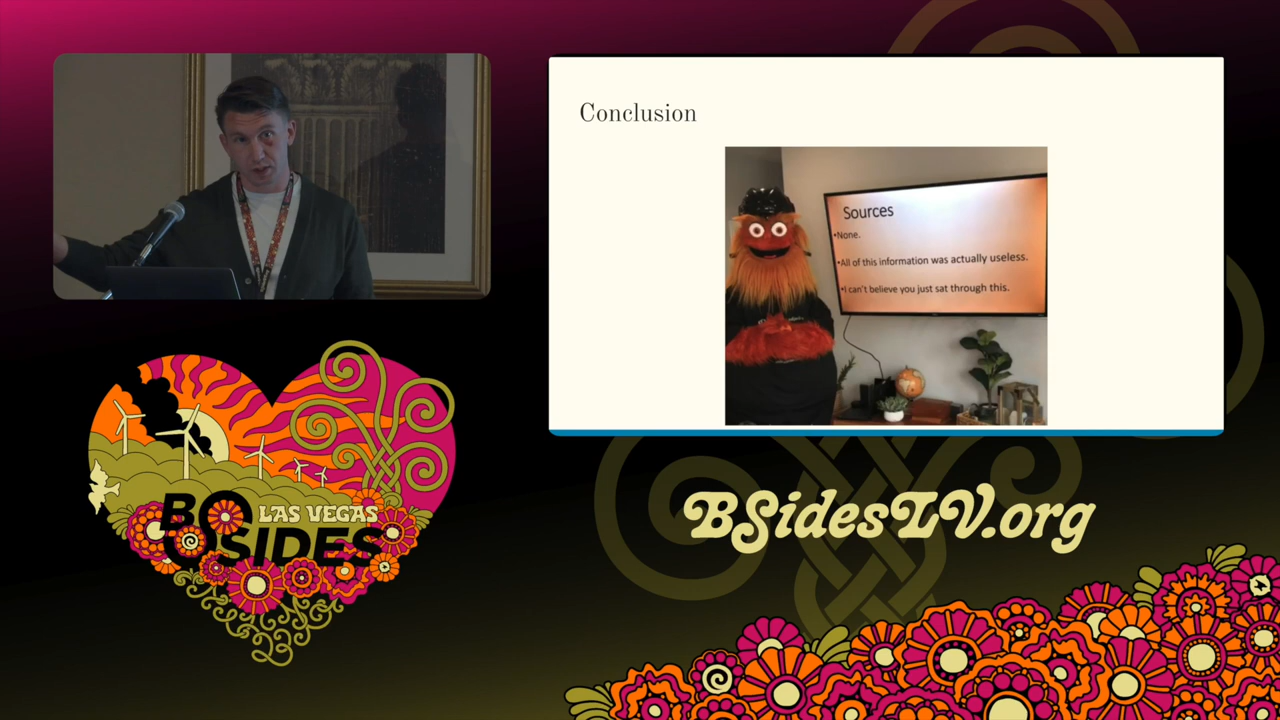 Conclusion
Sources
•None.
•All of this information was actually useless.
•I can't believe you just sat through this.
BSidesLV.org
LAS VEGAS
BSIDES